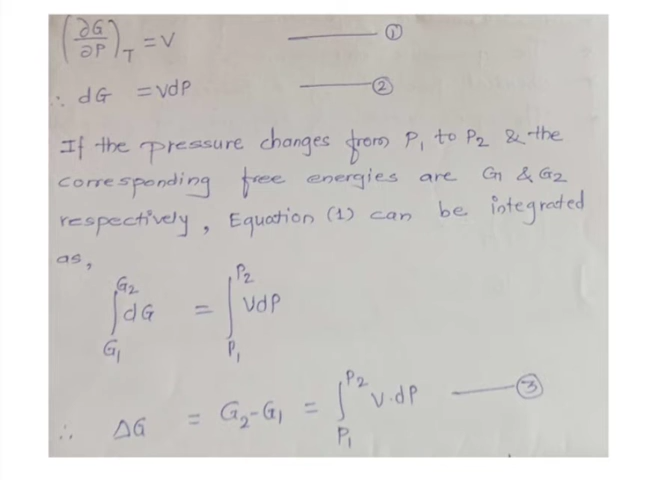 (∂G/∂P)_T = V ——— ①
∴ dG = VdP ——— ②
If the pressure changes from P₁ to P₂ & the
corresponding free energies are G₁ & G₂
respectively, Equation (1) can be integrated
as,
∫_{G₁}^{G₂} dG = ∫_{P₁}^{P₂} VdP
∴ ΔG = G₂-G₁ = ∫_{P₁}^{P₂} V·dP ——— ③